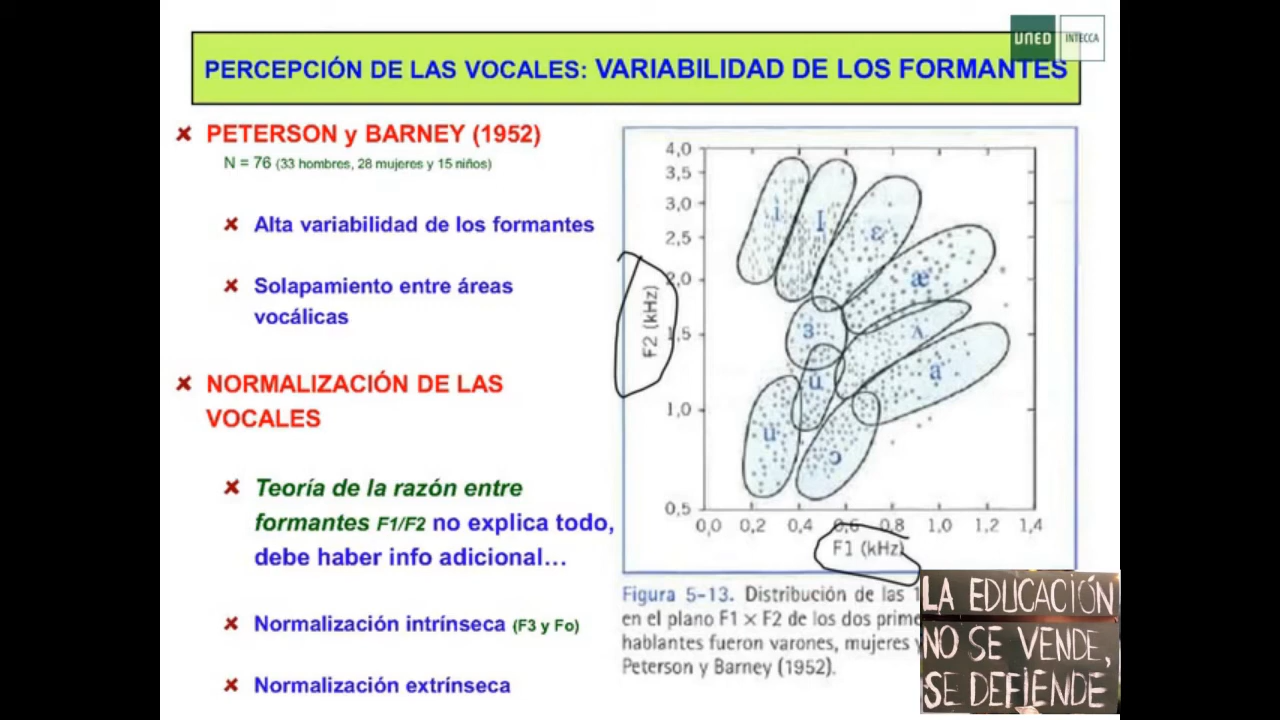 UNED INTECCA
PERCEPCIÓN DE LAS VOCALES: VARIABILIDAD DE LOS FORMANTES
✘ PETERSON y BARNEY (1952)
N = 76 (33 hombres, 28 mujeres y 15 niños)
✘ Alta variabilidad de los formantes
✘ Solapamiento entre áreas
vocálicas
✘ NORMALIZACIÓN DE LAS
VOCALES
✘ Teoría de la razón entre
formantes F1/F2 no explica todo,
debe haber info adicional…
✘ Normalización intrínseca (F3 y Fo)
✘ Normalización extrínseca
4,0
3,5
3,0
2,5
2,0
1,5
1,0
0,5
F2 (kHz)
i I ε
æ
ɜ ʌ
a
u
ɔ
0,0 0,2 0,4 0,6 0,8 1,0 1,2 1,4
F1 (kHz)
Figura 5-13. Distribución de las
en el plano F1 × F2 de los dos
hablantes fueron varones, mujeres
Peterson y Barney (1952).
LA EDUCACIÓN
NO SE VENDE,
SE DEFIENDE